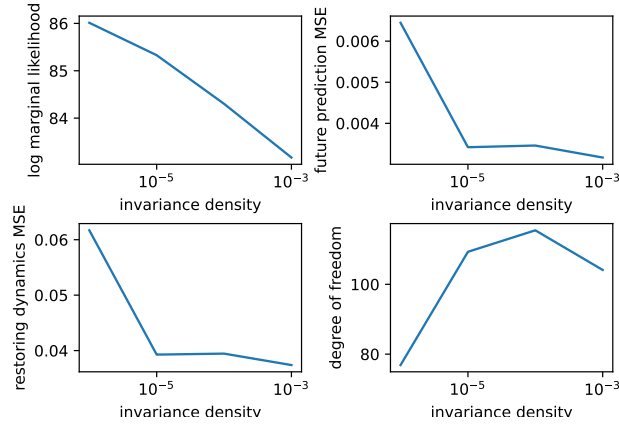 log marginal likelihood
86
85
84
10⁻⁵
10⁻³
invariance density
future prediction MSE
0.006
0.005
0.004
10⁻⁵
10⁻³
invariance density
restoring dynamics MSE
0.06
0.05
0.04
10⁻⁵
10⁻³
invariance density
degree of freedom
100
80
10⁻⁵
10⁻³
invariance density